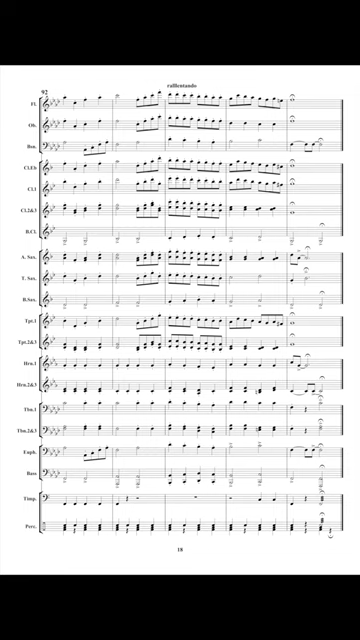 rallentando
92
Fl.
Ob.
Bsn.
Cl.Eb
Cl.1
Cl.2&3
B.Cl.
A. Sax.
T. Sax.
B.Sax.
Tpt.1
Tpt.2&3
Hrn.1
Hrn.2&3
Tbn.1
Tbn.2&3
Euph.
Bass
Timp.
Perc.
18